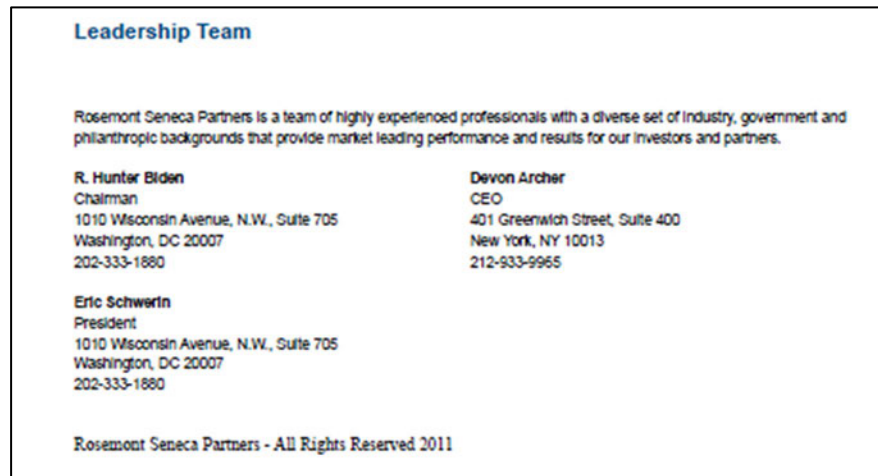 Leadership Team
Rosemont Seneca Partners is a team of highly experienced professionals with a diverse set of industry, government and
philanthropic backgrounds that provide market leading performance and results for our investors and partners.
R. Hunter Biden
Chairman
1010 Wisconsin Avenue, N.W., Suite 705
Washington, DC 20007
202-333-1880
Devon Archer
CEO
401 Greenwich Street, Suite 400
New York, NY 10013
212-933-9965
Eric Schwerin
President
1010 Wisconsin Avenue, N.W., Suite 705
Washington, DC 20007
202-333-1880
Rosemont Seneca Partners - All Rights Reserved 2011